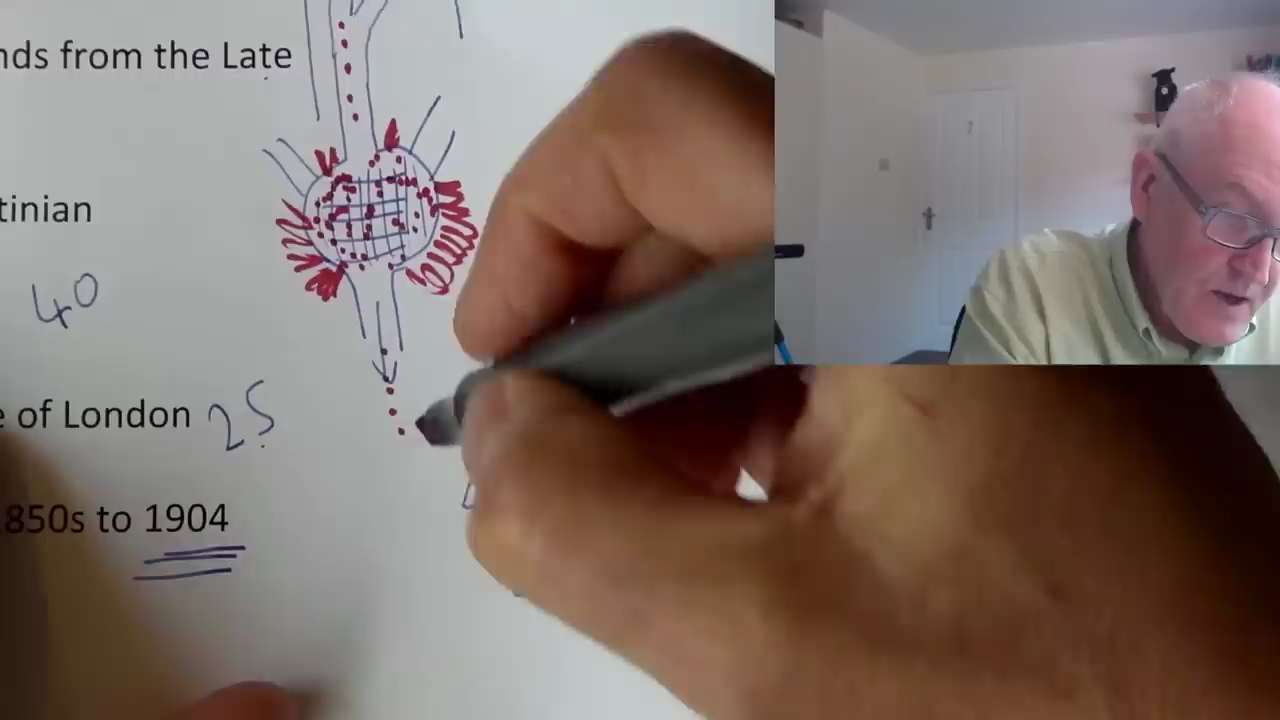 nds from the Late
tinian
40
e of London 25
850s to 1904